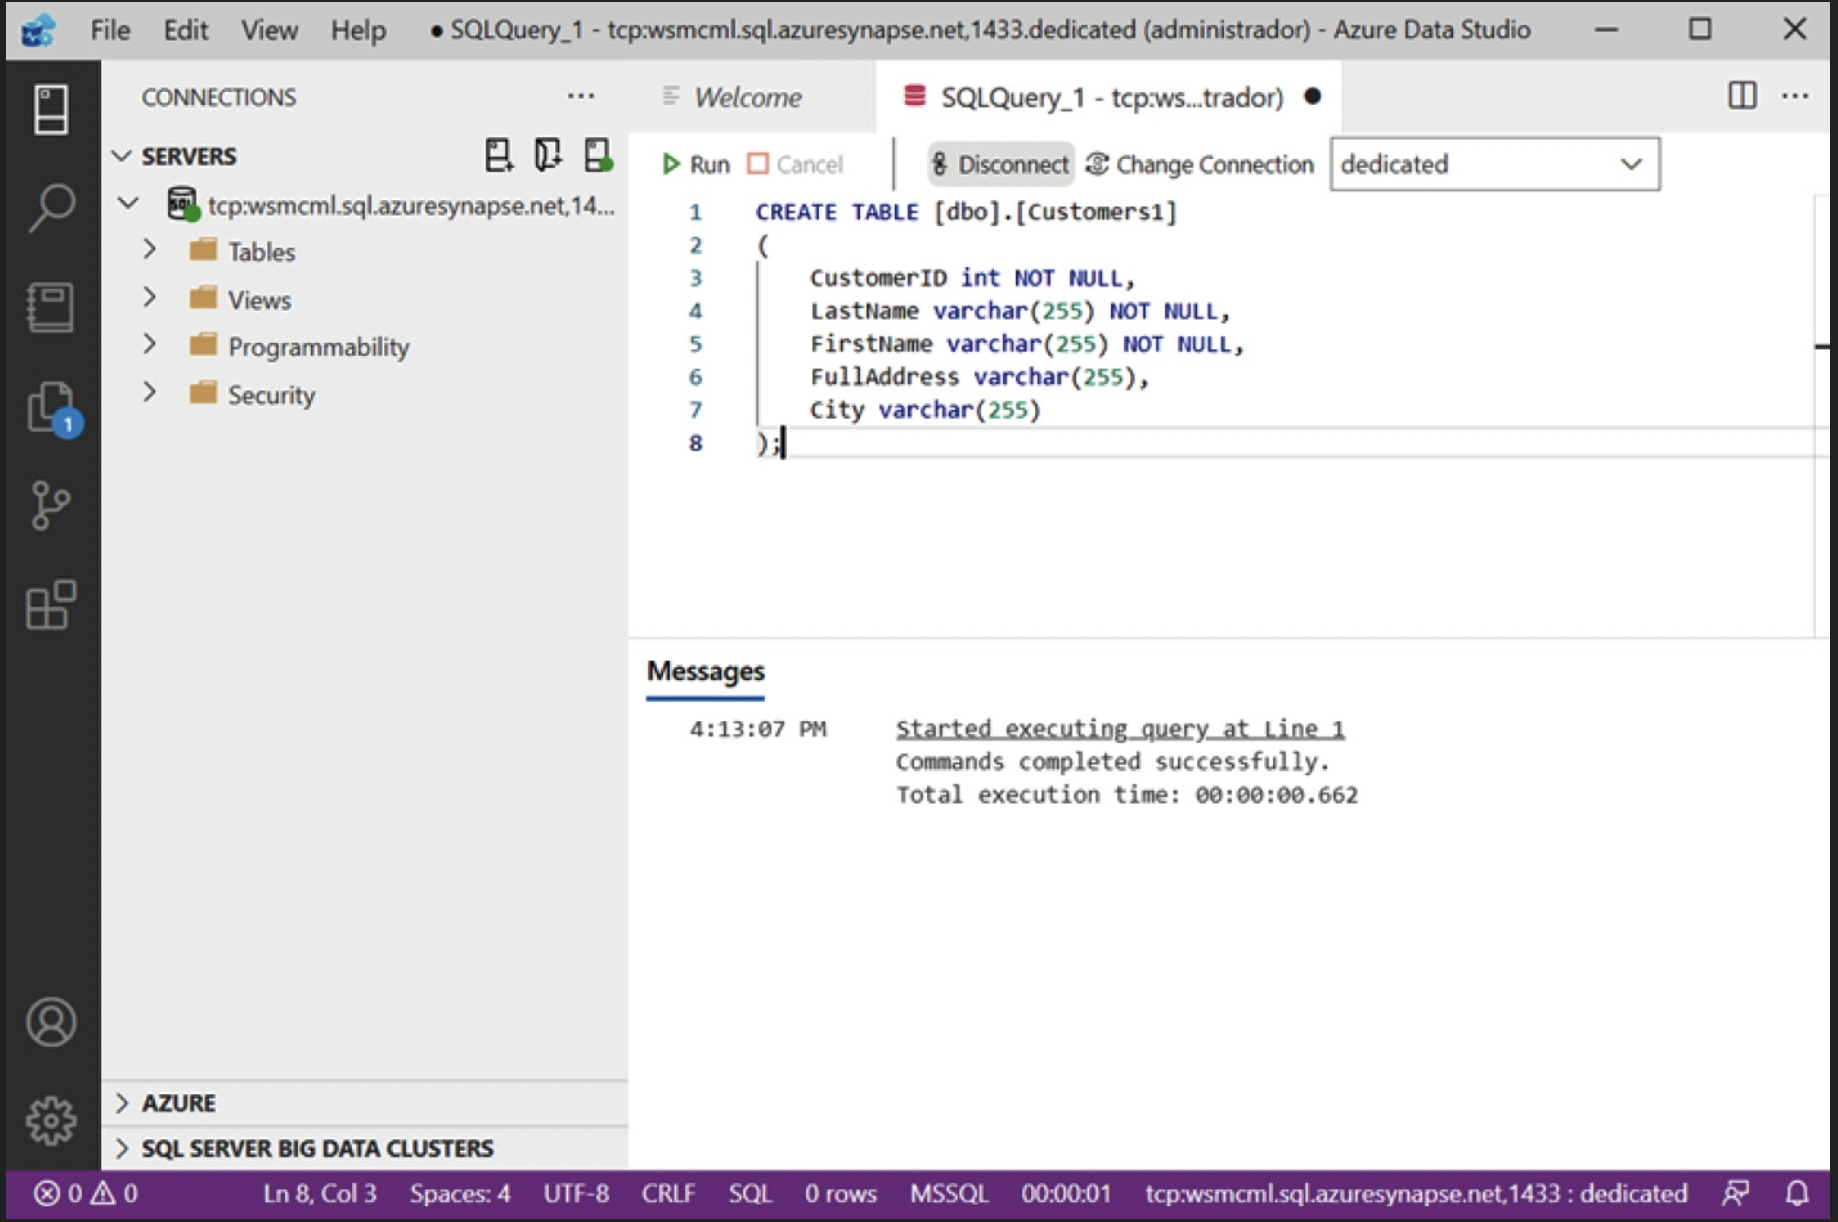 File Edit View Help ● SQLQuery_1 - tcp:wsmcml.sql.azuresynapse.net,1433.dedicated (administrador) - Azure Data Studio
CONNECTIONS ···
SERVERS
tcp:wsmcml.sql.azuresynapse.net,14...
Tables
Views
Programmability
Security
AZURE
SQL SERVER BIG DATA CLUSTERS
1
Welcome
SQLQuery_1 - tcp:ws...trador) ●
Run Cancel Disconnect Change Connection dedicated
1 CREATE TABLE [dbo].[Customers1]
2 (
3 CustomerID int NOT NULL,
4 LastName varchar(255) NOT NULL,
5 FirstName varchar(255) NOT NULL,
6 FullAddress varchar(255),
7 City varchar(255)
8 );
Messages
4:13:07 PM Started executing query at Line 1
Commands completed successfully.
Total execution time: 00:00:00.662
0 0 Ln 8, Col 3 Spaces: 4 UTF-8 CRLF SQL 0 rows MSSQL 00:00:01 tcp:wsmcml.sql.azuresynapse.net,1433 : dedicated